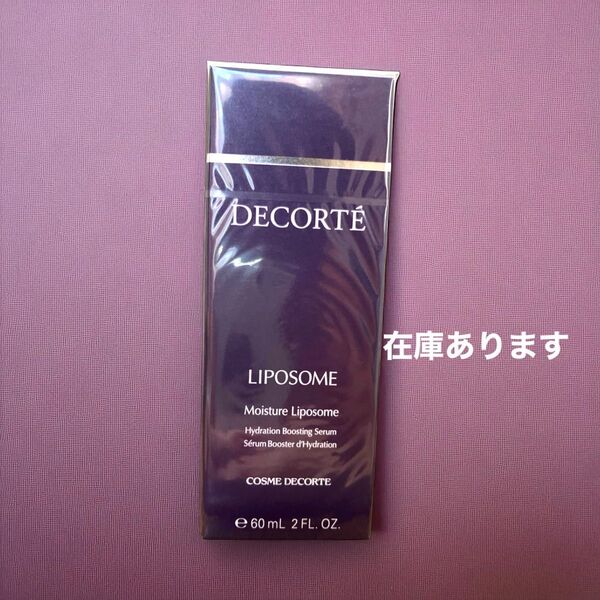 DECORTÉ
在庫あります
LIPOSOME
Moisture Liposome
Hydration Boosting Serum
Sérum Booster d'Hydration
COSME DECORTE
℮ 60 mL 2 FL. OZ.